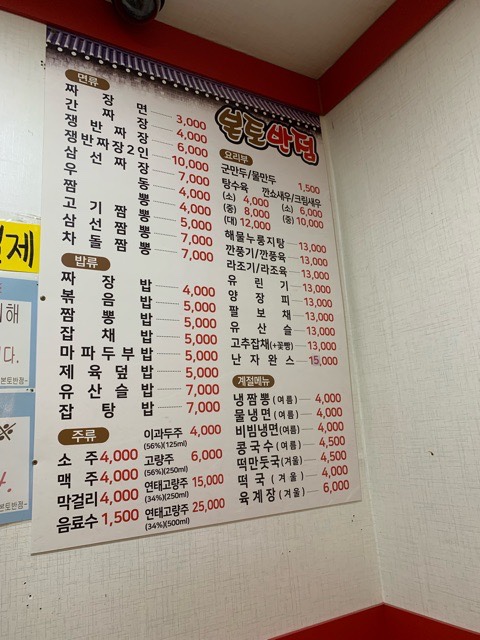 본토반점
면류
짜장면 3,000
간짜장 4,000
쟁반짜장 6,000
쟁반짜장2인 10,000
삼선짜장 7,000
우동 4,000
짬뽕 4,000
고기짬뽕 5,000
삼선짬뽕 7,000
차돌짬뽕 7,000
밥류
짜장밥 4,000
볶음밥 5,000
짬뽕밥 5,000
잡채밥 5,000
마파두부밥 5,000
제육덮밥 5,000
유산슬밥 7,000
잡탕밥 7,000
주류
소주 4,000
맥주 4,000
막걸리 4,000
음료수 1,500
이과두주 4,000
(56%)(125ml)
고량주 6,000
(56%)(250ml)
연태고량주 15,000
(34%)(250ml)
연태고량주 25,000
(34%)(500ml)
요리부
군만두/물만두 1,500
탕수육 깐쇼새우/크림새우
(소) 4,000 (소) 6,000
(중) 8,000 (중) 10,000
(대) 12,000
해물누룽지탕 13,000
깐풍기/깐풍육 13,000
라조기/라조육 13,000
유린기 13,000
양장피 13,000
팔보채 13,000
유산슬 13,000
고추잡채(+꽃빵) 13,000
난자완스 15,000
계절메뉴
냉짬뽕(여름) 4,000
물냉면(여름) 4,000
비빔냉면(여름) 4,000
콩국수(여름) 4,500
떡만둣국(겨울) 4,500
떡국(겨울) 4,000
육계장(겨울) 6,000
제
해
다.
본토반점-
본토반점-